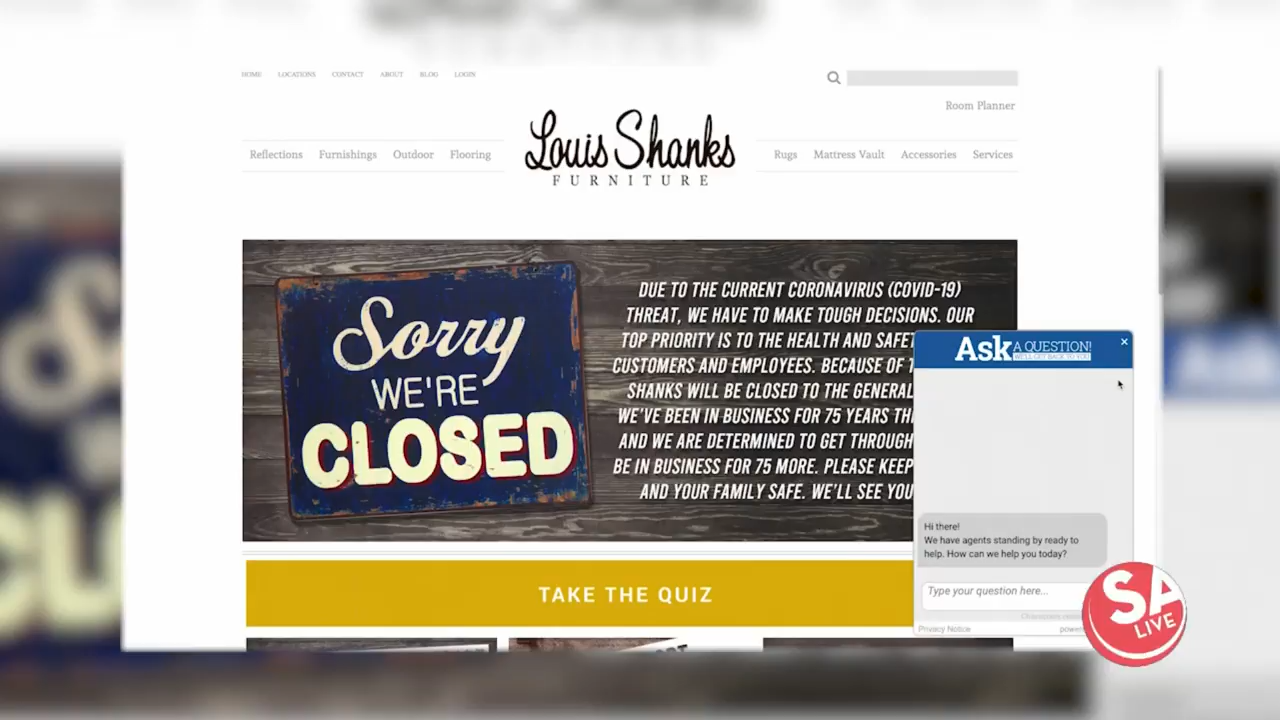 HOME LOCATIONS CONTACT ABOUT BLOG LOGIN
Room Planner
Reflections Furnishings Outdoor Flooring
Louis Shanks
FURNITURE
Rugs Mattress Vault Accessories Services
Sorry
WE'RE
CLOSED
DUE TO THE CURRENT CORONAVIRUS (COVID-19)
THREAT, WE HAVE TO MAKE TOUGH DECISIONS. OUR
TOP PRIORITY IS TO THE HEALTH AND SAFET
CUSTOMERS AND EMPLOYEES. BECAUSE OF T
SHANKS WILL BE CLOSED TO THE GENERAL
WE'VE BEEN IN BUSINESS FOR 75 YEARS TH
AND WE ARE DETERMINED TO GET THROUGH
BE IN BUSINESS FOR 75 MORE. PLEASE KEEP
AND YOUR FAMILY SAFE. WE'LL SEE YOU
Ask A QUESTION!
WE'LL GET BACK TO YOU!
Hi there!
We have agents standing by ready to
help. How can we help you today?
Type your question here...
Privacy Notice
TAKE THE QUIZ
SA
LIVE